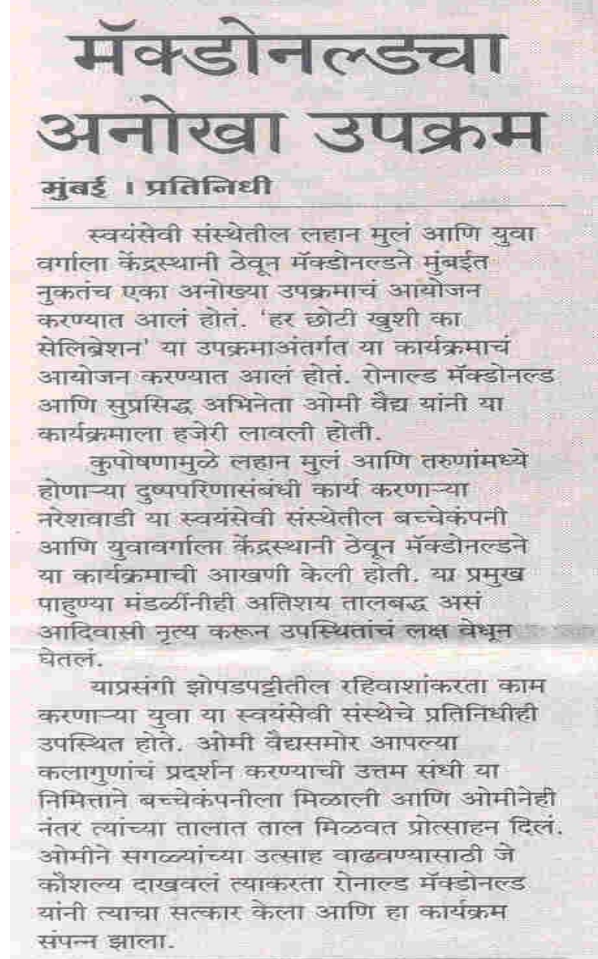 मॅक्डोनल्डचा
अनोखा उपक्रम
मुंबई । प्रतिनिधी
स्वयंसेवी संस्थेतील लहान मुलं आणि युवा
वर्गाला केंद्रस्थानी ठेवून मॅक्डोनल्डने मुंबईत
नुकतंच एका अनोख्या उपक्रमाचं आयोजन
करण्यात आलं होतं. 'हर छोटी खुशी का
सेलिब्रेशन' या उपक्रमाअंतर्गत या कार्यक्रमाचं
आयोजन करण्यात आलं होतं. रोनाल्ड मॅक्डोनल्ड
आणि सुप्रसिद्ध अभिनेता ओमी वैद्य यांनी या
कार्यक्रमाला हजेरी लावली होती.
कुपोषणामुळे लहान मुलं आणि तरुणांमध्ये
होणाऱ्या दुष्पपरिणासंबंधी कार्य करणाऱ्या
नरेशवाडी या स्वयंसेवी संस्थेतील बच्चेकंपनी
आणि युवावर्गाला केंद्रस्थानी ठेवून मॅक्डोनल्डने
या कार्यक्रमाची आखणी केली होती. या प्रमुख
पाहुण्या मंडळींनीही अतिशय तालबद्ध असं
आदिवासी नृत्य करून उपस्थितांचं लक्ष वेधून
घेतलं.
याप्रसंगी झोपडपट्टीतील रहिवाशांकरता काम
करणाऱ्या युवा या स्वयंसेवी संस्थेचे प्रतिनिधीही
उपस्थित होते. ओमी वैद्यसमोर आपल्या
कलागुणांचं प्रदर्शन करण्याची उत्तम संधी या
निमित्ताने बच्चेकंपनीला मिळाली आणि ओमीनेही
नंतर त्यांच्या तालात ताल मिळवत प्रोत्साहन दिलं.
ओमीने सगळ्यांच्या उत्साह वाढवण्यासाठी जे
कौशल्य दाखवलं त्याकरता रोनाल्ड मॅक्डोनल्ड
यांनी त्याचा सत्कार केला आणि हा कार्यक्रम
संपन्न झाला.